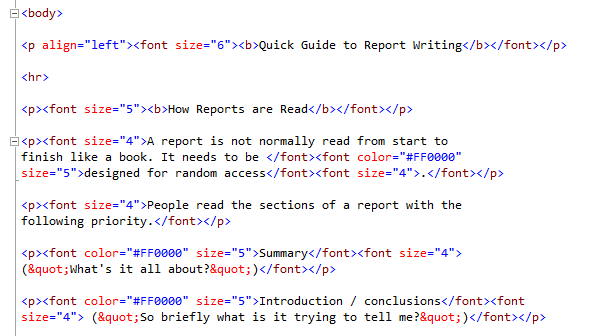 <body>
<p align="left"><font size="6"><b>Quick Guide to Report Writing</b></font></p>
<hr>
<p><font size="5"><b>How Reports are Read</b></font></p>
<p><font size="4">A report is not normally read from start to
finish like a book. It needs to be </font><font color="#FF0000"
size="5">designed for random access</font><font size="4">.</font></p>
<p><font size="4">People read the sections of a report with the
following priority.</font></p>
<p><font color="#FF0000" size="5">Summary</font><font size="4">
(&quot;What's it all about?&quot;)</font></p>
<p><font color="#FF0000" size="5">Introduction / conclusions</font><font
size="4"> (&quot;So briefly what is it trying to tell me?&quot;)</font></p>